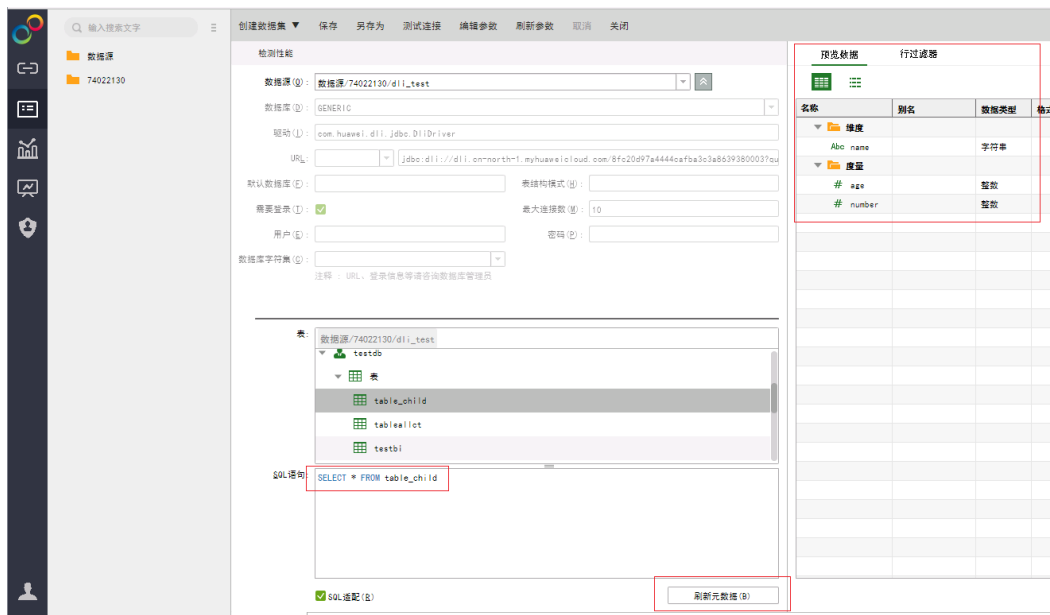 输入搜索文字
数据源
74022130
创建数据集 ▼ 保存 另存为 测试连接 编辑参数 刷新参数 取消 关闭
检测性能
数据源(O): 数据源/74022130/dli_test
数据库(D): GENERIC
驱动(I): com.huawei.dli.jdbc.DliDriver
URL: jdbc:dli://dli.cn-north-1.myhuaweicloud.com/8fc20d97a4444cafba3c3a8639380003?qu
默认数据库(F): 表结构模式(H):
需要登录(T): 最大连接数(M): 10
用户(E): 密码(P):
数据库字符集(C):
注释 : URL、登录信息等请咨询数据库管理员
表: 数据源/74022130/dli_test
testdb
表
table_child
tableallct
testbi
SQL语句: SELECT * FROM table_child
SQL适配(R) 刷新元数据(B)
预览数据 行过滤器
名称 别名 数据类型 格式
维度
Abc name 字符串
度量
# age 整数
# number 整数